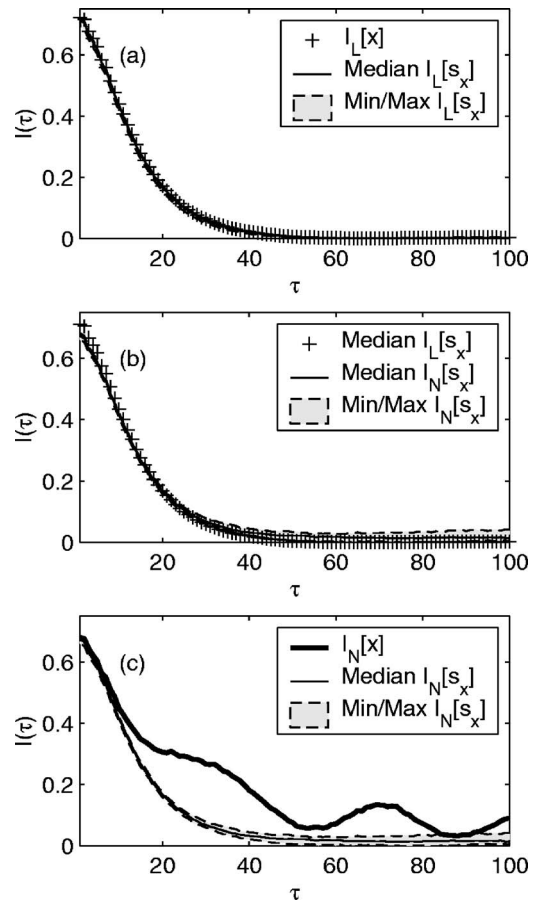 (a)
I_L[x]
Median I_L[s_x]
Min/Max I_L[s_x]
I(τ)
0.6
0.4
0.2
0
20 40 60 80 100
τ
(b)
Median I_L[s_x]
Median I_N[s_x]
Min/Max I_N[s_x]
I(τ)
0.6
0.4
0.2
0
20 40 60 80 100
τ
(c)
I_N[x]
Median I_N[s_x]
Min/Max I_N[s_x]
I(τ)
0.6
0.4
0.2
0
20 40 60 80 100
τ